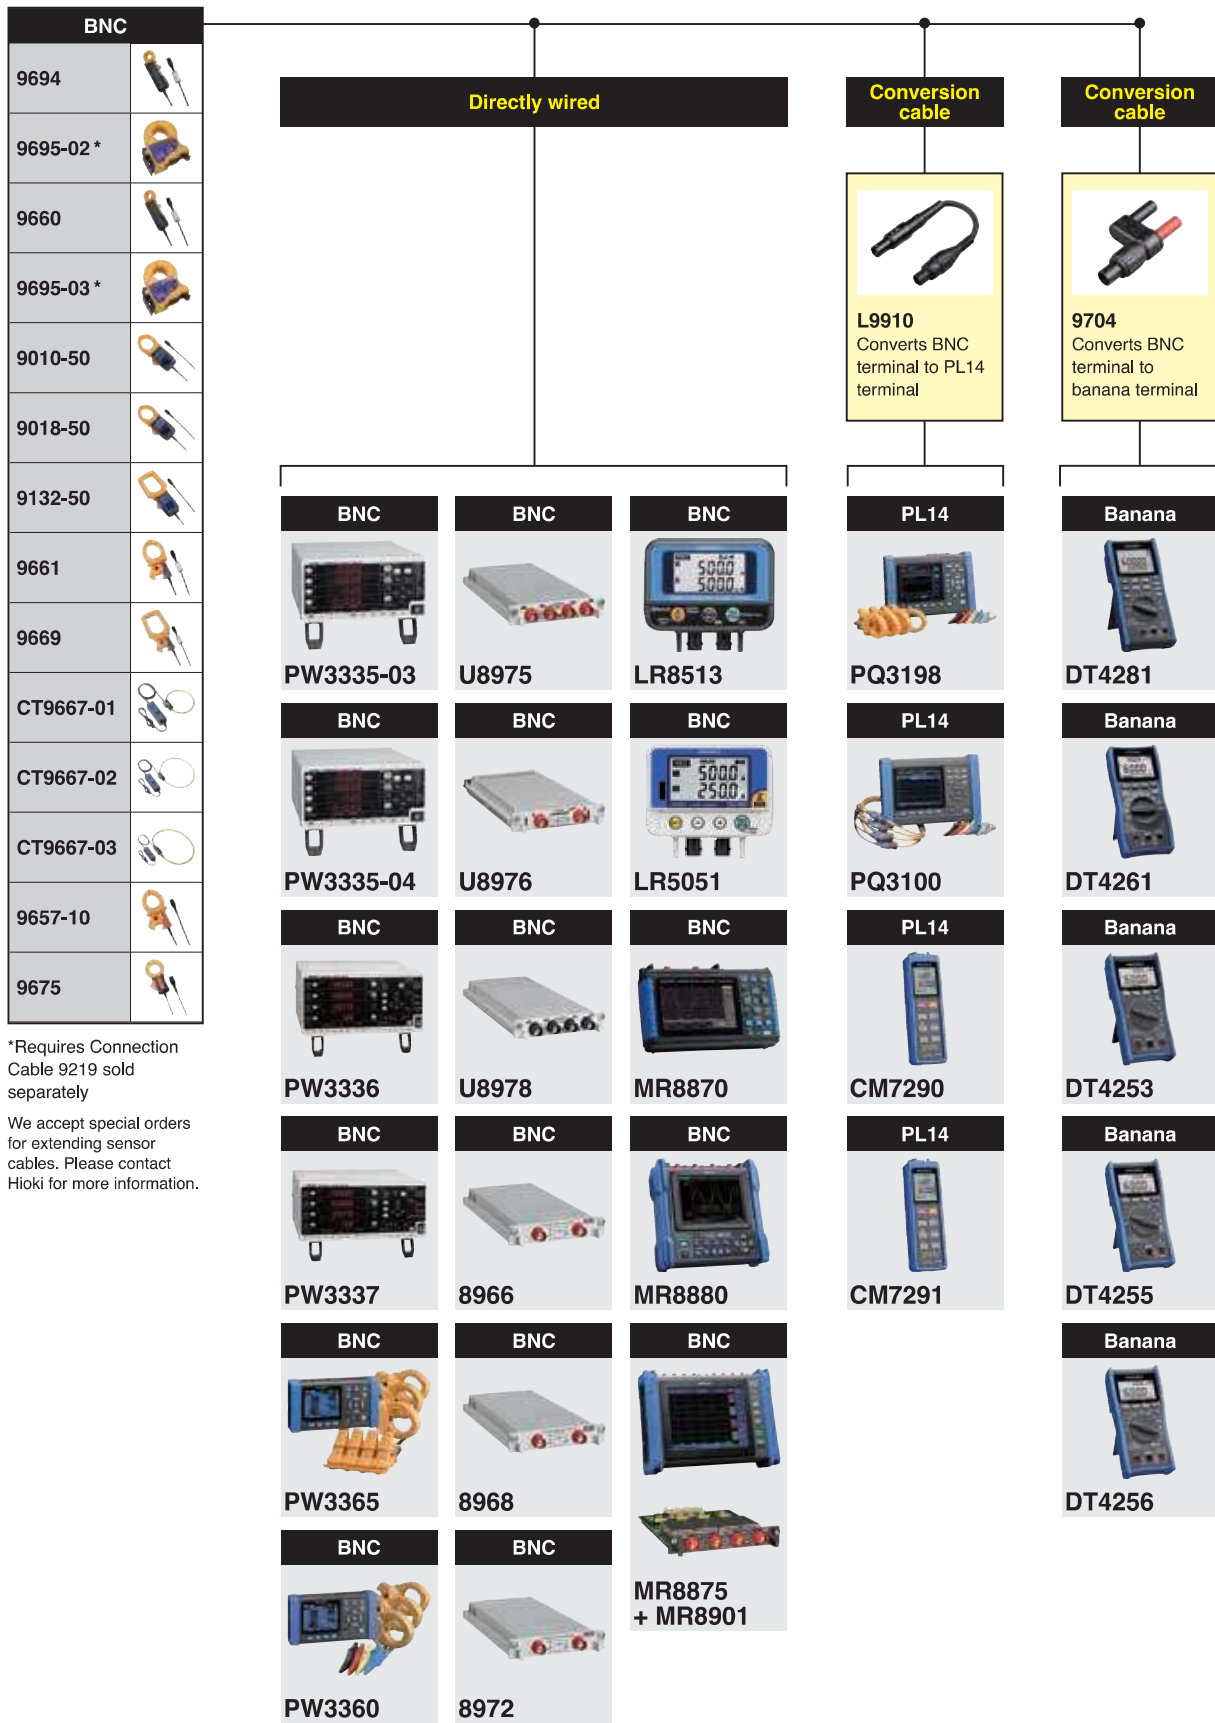 BNC
9694
9695-02 *
9660
9695-03 *
9010-50
9018-50
9132-50
9661
9669
CT9667-01
CT9667-02
CT9667-03
9657-10
9675
*Requires Connection
Cable 9219 sold
separately
We accept special orders
for extending sensor
cables. Please contact
Hioki for more information.
Directly wired
Conversion
cable
Conversion
cable
L9910
Converts BNC
terminal to PL14
terminal
9704
Converts BNC
terminal to
banana terminal
BNC
PW3335-03
BNC
U8975
BNC
LR8513
PL14
PQ3198
Banana
DT4281
BNC
PW3335-04
BNC
U8976
BNC
LR5051
PL14
PQ3100
Banana
DT4261
BNC
PW3336
BNC
U8978
BNC
MR8870
PL14
CM7290
Banana
DT4253
BNC
PW3337
BNC
8966
BNC
MR8880
PL14
CM7291
Banana
DT4255
BNC
PW3365
BNC
8968
BNC
MR8875
+ MR8901
Banana
DT4256
BNC
PW3360
BNC
8972